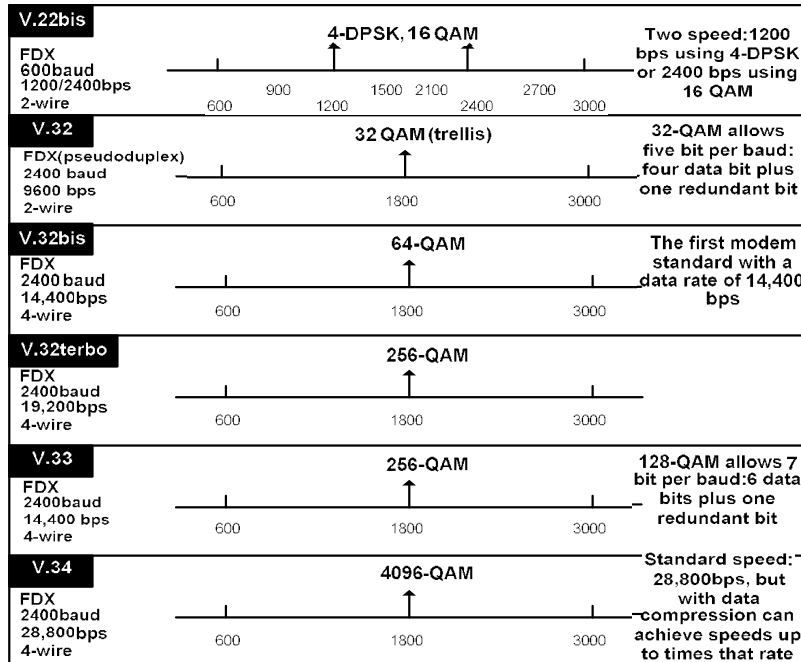 V.22bis
FDX
600baud
1200/2400bps
2-wire
4-DPSK, 16 QAM
600
900
1200
1500
2100
2400
2700
3000
Two speed:1200
bps using 4-DPSK
or 2400 bps using
16 QAM
V.32
FDX(pseudoduplex)
2400 baud
9600 bps
2-wire
32 QAM (trellis)
600
1800
3000
32-QAM allows
five bit per baud:
four data bit plus
one redundant bit
V.32bis
FDX
2400 baud
14,400bps
4-wire
64-QAM
600
1800
3000
The first modem
standard with a
data rate of 14,400
bps
V.32terbo
FDX
2400baud
19,200bps
4-wire
256-QAM
600
1800
3000
V.33
FDX
2400baud
14,400 bps
4-wire
256-QAM
600
1800
3000
128-QAM allows 7
bit per baud:6 data
bits plus one
redundant bit
V.34
FDX
2400baud
28,800bps
4-wire
4096-QAM
600
1800
3000
Standard speed:
28,800bps, but
with data
compression can
achieve speeds up
to times that rate